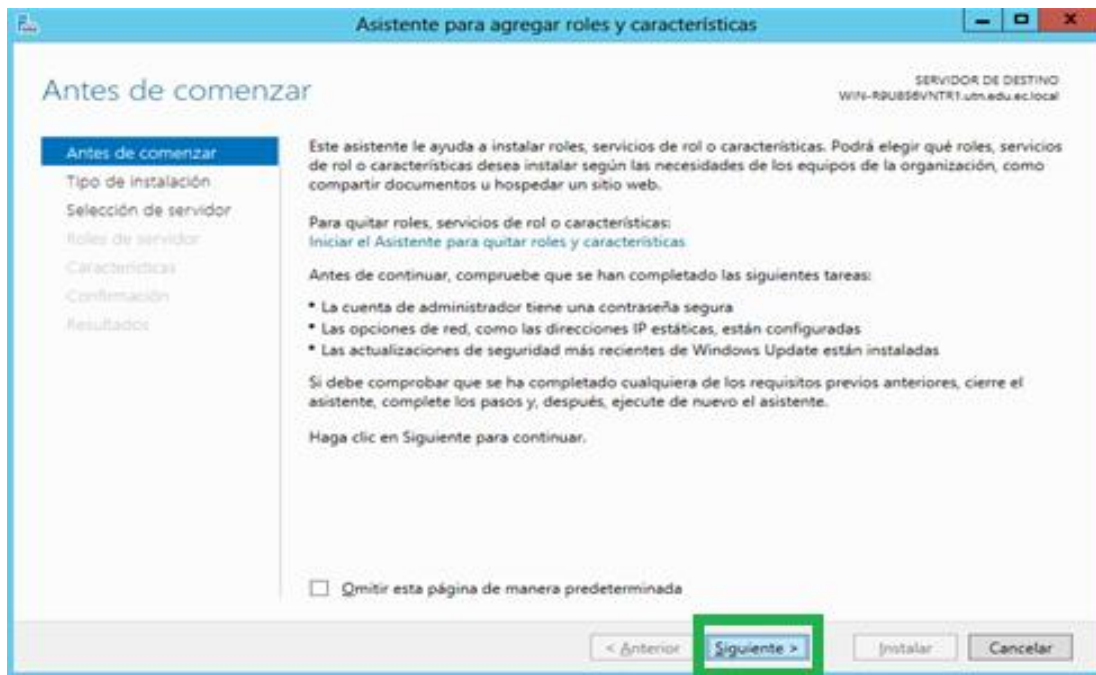 Asistente para agregar roles y características
Antes de comenzar
SERVIDOR DE DESTINO
WIN-R9U8S6VNTR1.utn.edu.ec.local
Antes de comenzar
Tipo de instalación
Selección de servidor
Roles de servidor
Características
Confirmación
Resultados
Este asistente le ayuda a instalar roles, servicios de rol o características. Podrá elegir qué roles, servicios
de rol o características desea instalar según las necesidades de los equipos de la organización, como
compartir documentos u hospedar un sitio web.
Para quitar roles, servicios de rol o características:
Iniciar el Asistente para quitar roles y características
Antes de continuar, compruebe que se han completado las siguientes tareas:
* La cuenta de administrador tiene una contraseña segura
* Las opciones de red, como las direcciones IP estáticas, están configuradas
* Las actualizaciones de seguridad más recientes de Windows Update están instaladas
Si debe comprobar que se ha completado cualquiera de los requisitos previos anteriores, cierre el
asistente, complete los pasos y, después, ejecute de nuevo el asistente.
Haga clic en Siguiente para continuar.
Omitir esta página de manera predeterminada
< Anterior
Siguiente >
Instalar
Cancelar